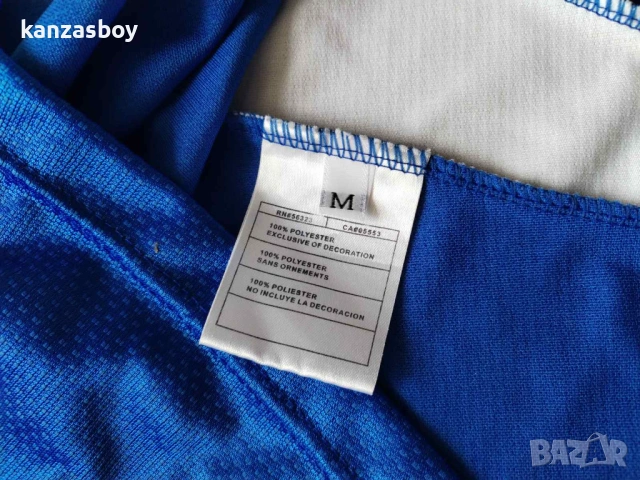 kanzasboy
M
RN#56323 CA#05553
100% POLYESTER
EXCLUSIVE OF DECORATION
100% POLYESTER
SANS ORNEMENTS
100% POLIESTER
NO INCLUYE LA DECORACION
BAZAR